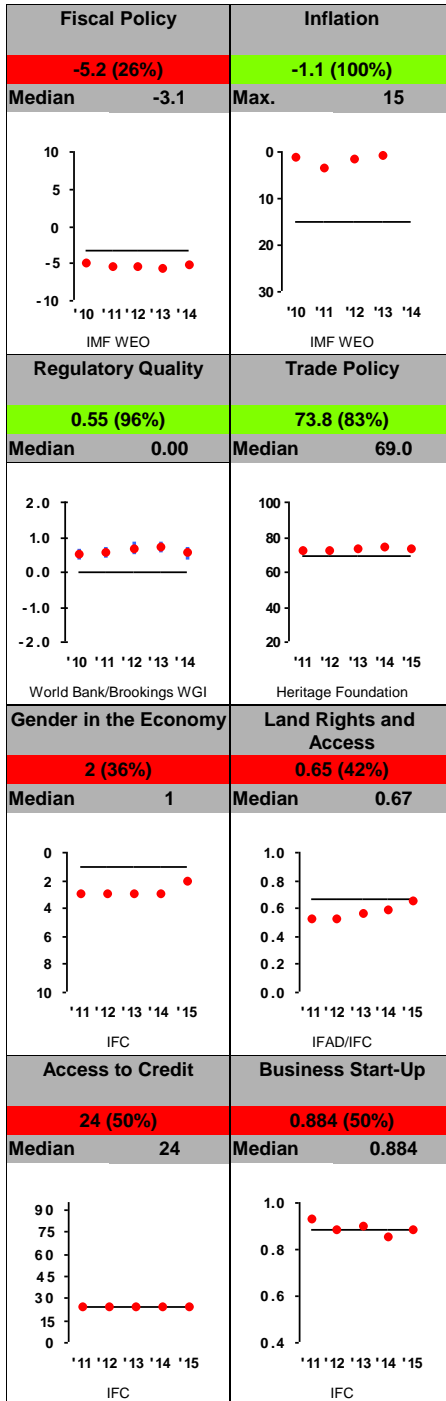 Fiscal Policy
-5.2 (26%)
Median -3.1
10
5
0
-5
-10
'10 '11 '12 '13 '14
IMF WEO
Inflation
-1.1 (100%)
Max. 15
0
10
20
30
'10 '11 '12 '13 '14
IMF WEO
Regulatory Quality
0.55 (96%)
Median 0.00
2.0
1.0
0.0
-1.0
-2.0
'10 '11 '12 '13 '14
World Bank/Brookings WGI
Trade Policy
73.8 (83%)
Median 69.0
100
80
60
40
20
'11 '12 '13 '14 '15
Heritage Foundation
Gender in the Economy
2 (36%)
Median 1
0
2
4
6
8
10
'11 '12 '13 '14 '15
IFC
Land Rights and
Access
0.65 (42%)
Median 0.67
1.0
0.8
0.6
0.4
0.2
0.0
'11 '12 '13 '14 '15
IFAD/IFC
Access to Credit
24 (50%)
Median 24
90
75
60
45
30
15
0
'11 '12 '13 '14 '15
IFC
Business Start-Up
0.884 (50%)
Median 0.884
1.0
0.8
0.6
0.4
'11 '12 '13 '14 '15
IFC